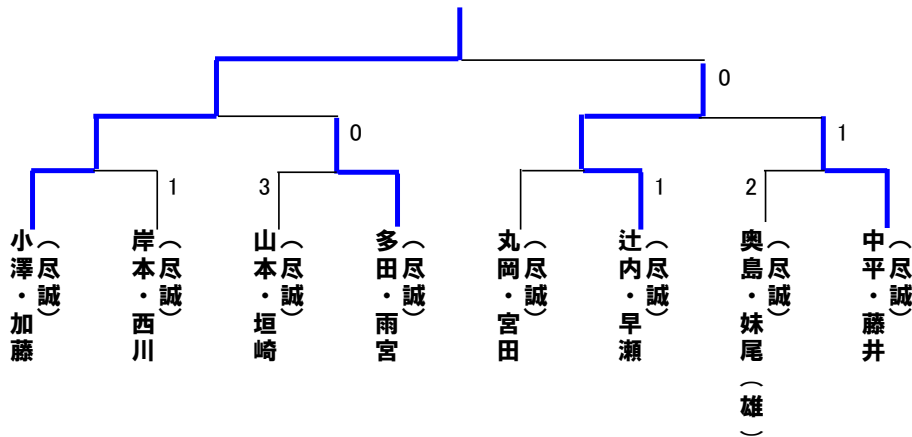 0
0
1
1
3
1
2
小澤・加藤
（尽誠）
岸本・西川
（尽誠）
山本・垣崎
（尽誠）
多田・雨宮
（尽誠）
丸岡・宮田
（尽誠）
辻内・早瀬
（尽誠）
奥島・妹尾（雄）
（尽誠）
中平・藤井
（尽誠）